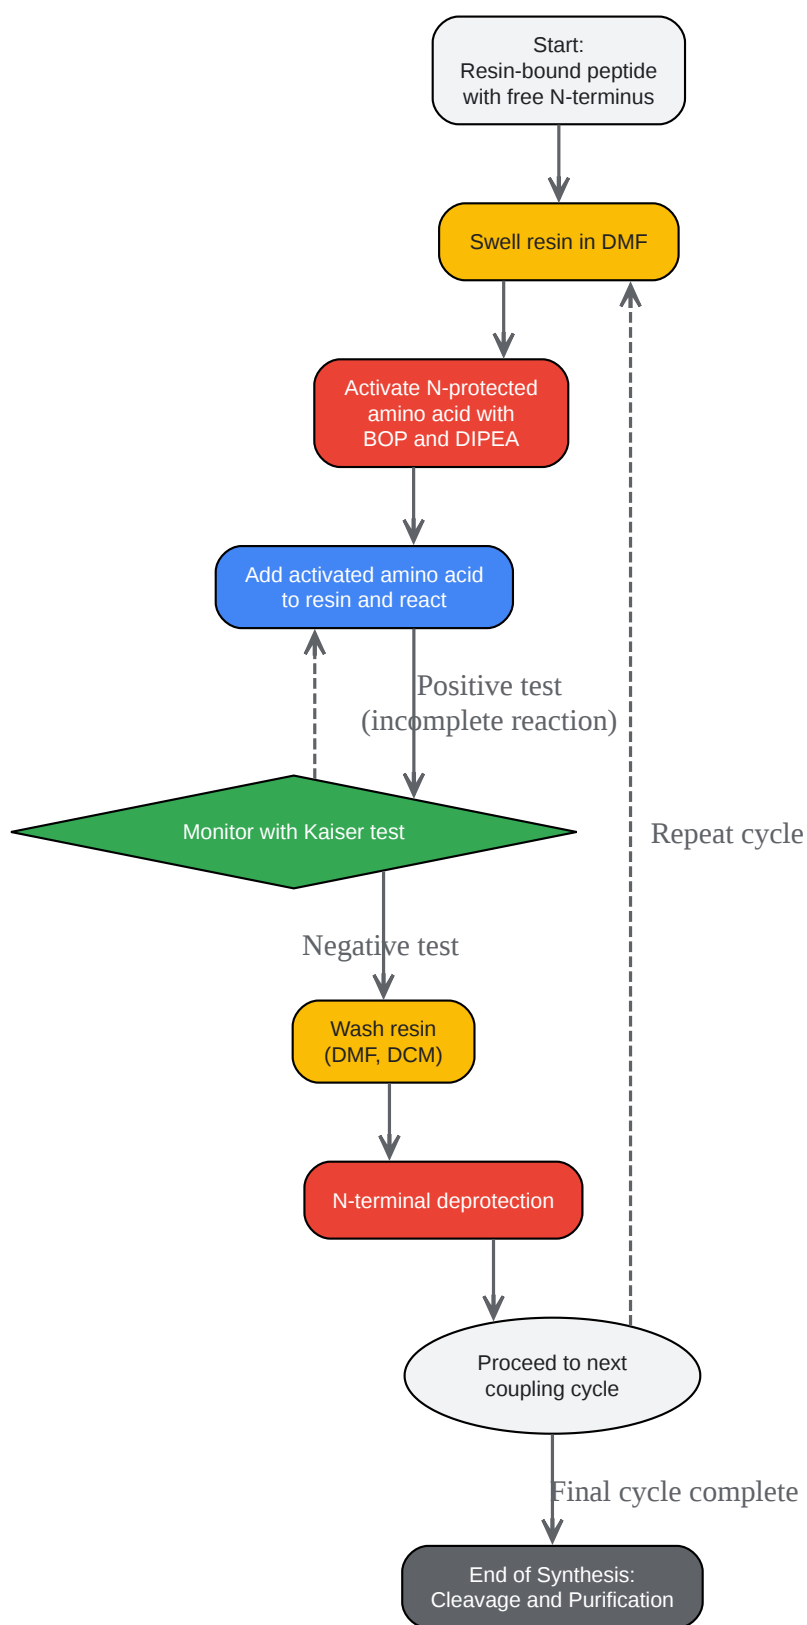 Start:
Resin-bound peptide
with free N-terminus
Swell resin in DMF
Activate N-protected
amino acid with
BOP and DIPEA
Add activated amino acid
to resin and react
Positive test
(incomplete reaction)
Monitor with Kaiser test
Repeat cycle
Negative test
Wash resin
(DMF, DCM)
N-terminal deprotection
Proceed to next
coupling cycle
Final cycle complete
End of Synthesis:
Cleavage and Purification